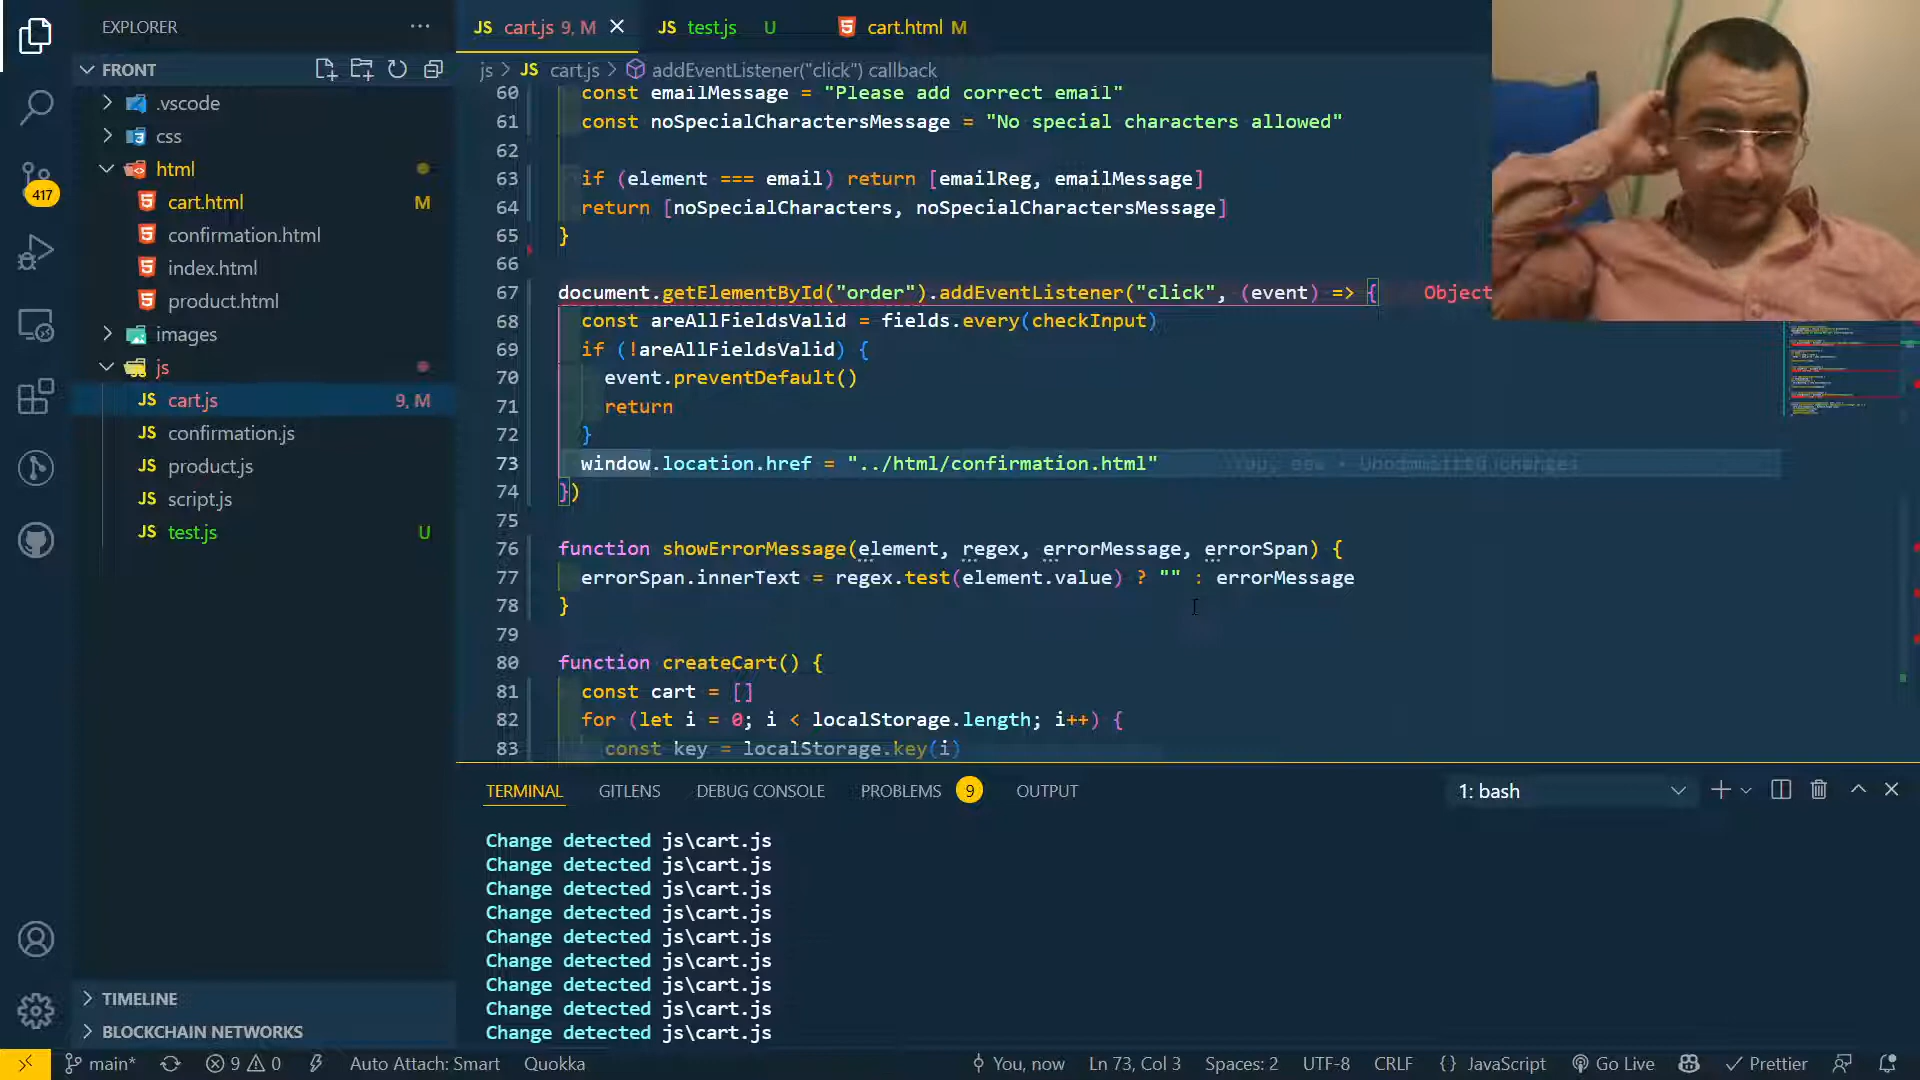 EXPLORER
FRONT
.vscode
css
html
cart.html M
confirmation.html
index.html
product.html
images
js
cart.js 9, M
confirmation.js
product.js
script.js
test.js U
TIMELINE
BLOCKCHAIN NETWORKS
417
JS cart.js 9, M
JS test.js U
cart.html M
js > JS cart.js > addEventListener("click") callback
60 const emailMessage = "Please add correct email"
61 const noSpecialCharactersMessage = "No special characters allowed"
62
63 if (element === email) return [emailReg, emailMessage]
64 return [noSpecialCharacters, noSpecialCharactersMessage]
65 }
66
67 document.getElementById("order").addEventListener("click", (event) => { Object
68 const areAllFieldsValid = fields.every(checkInput)
69 if (!areAllFieldsValid) {
70 event.preventDefault()
71 return
72 }
73 window.location.href = "../html/confirmation.html" You, now • Uncommitted changes
74 })
75
76 function showErrorMessage(element, regex, errorMessage, errorSpan) {
77 errorSpan.innerText = regex.test(element.value) ? "" : errorMessage
78 }
79
80 function createCart() {
81 const cart = []
82 for (let i = 0; i < localStorage.length; i++) {
83 const key = localStorage.key(i)
TERMINAL GITLENS DEBUG CONSOLE PROBLEMS 9 OUTPUT 1: bash
Change detected js\cart.js
Change detected js\cart.js
Change detected js\cart.js
Change detected js\cart.js
Change detected js\cart.js
Change detected js\cart.js
Change detected js\cart.js
Change detected js\cart.js
Change detected js\cart.js
main* 9 0 Auto Attach: Smart Quokka You, now Ln 73, Col 3 Spaces: 2 UTF-8 CRLF {} JavaScript Go Live Prettier